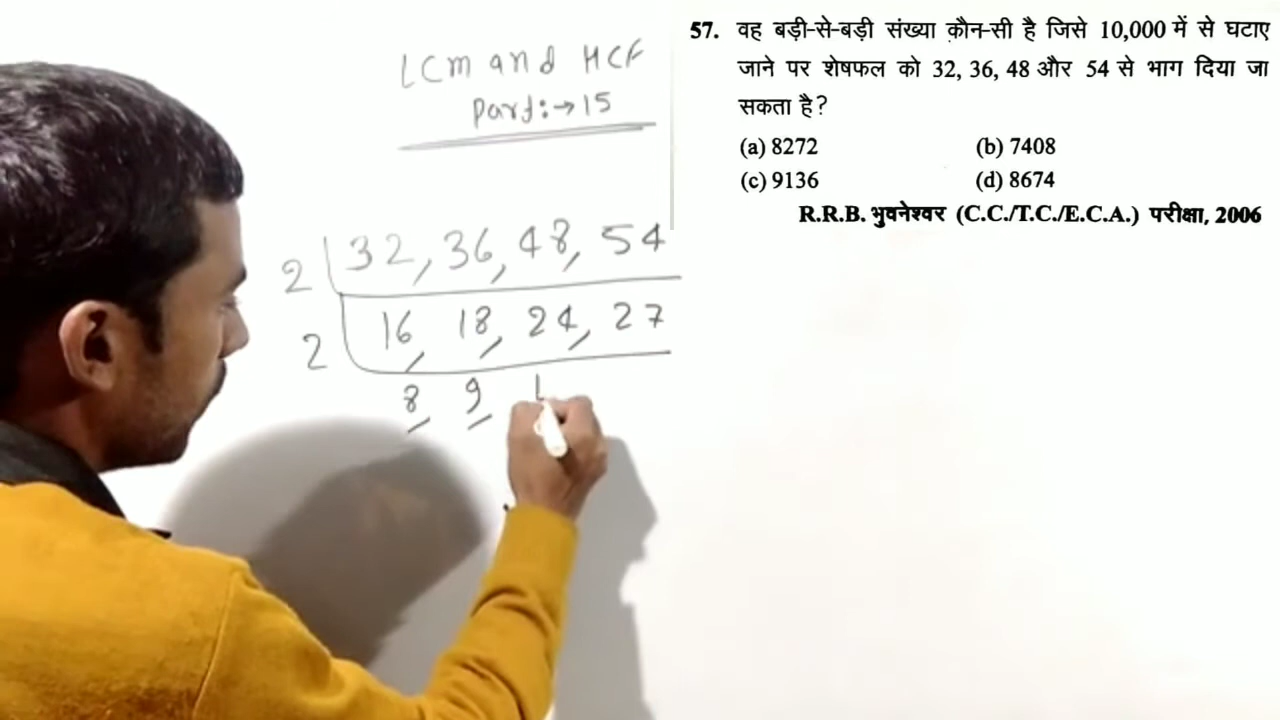 LCM and HCF
Part:→15
57. वह बड़ी-से-बड़ी संख्या कौन-सी है जिसे 10,000 में से घटाए
जाने पर शेषफल को 32, 36, 48 और 54 से भाग दिया जा
सकता है?
(a) 8272 (b) 7408
(c) 9136 (d) 8674
R.R.B. भुवनेश्वर (C.C./T.C./E.C.A.) परीक्षा, 2006
2 32, 36, 48, 54
2 16, 18, 24, 27
8, 9, 1